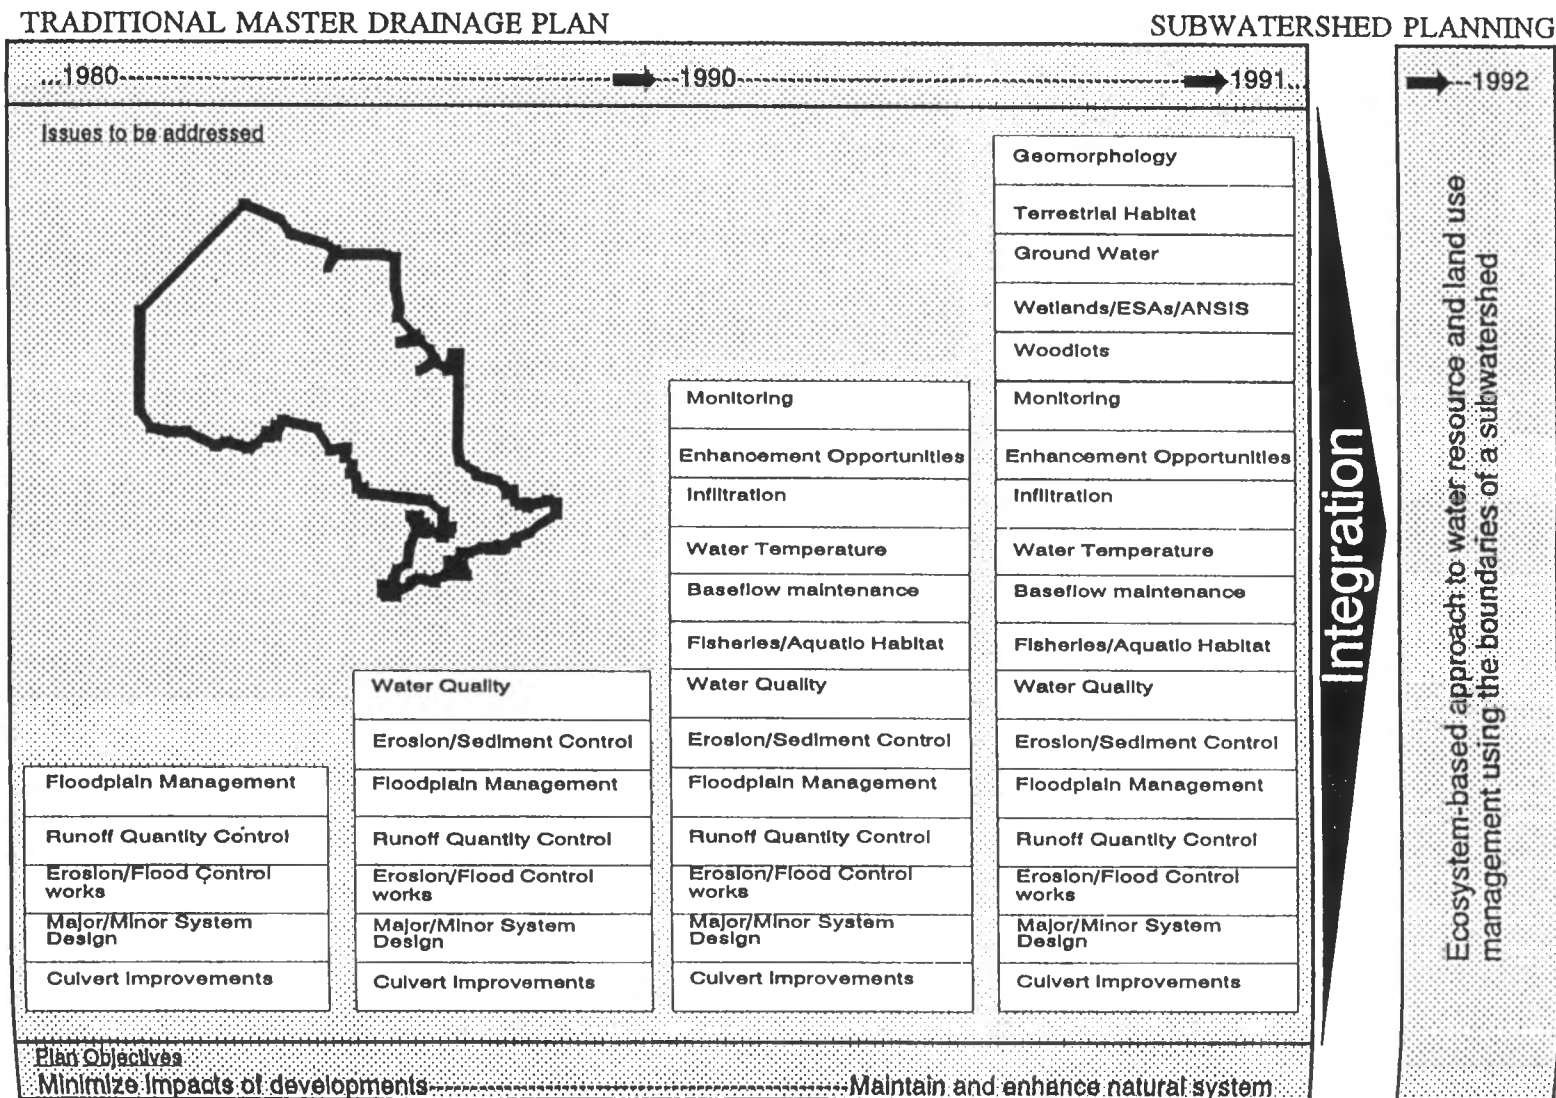 TRADITIONAL MASTER DRAINAGE PLAN
SUBWATERSHED PLANNING
...1980
1990
1991...
1992
Issues to be addressed
Floodplain Management
Runoff Quantity Control
Erosion/Flood Control
works
Major/Minor System
Design
Culvert Improvements
Water Quality
Erosion/Sediment Control
Floodplain Management
Runoff Quantity Control
Erosion/Flood Control
works
Major/Minor System
Design
Culvert Improvements
Monitoring
Enhancement Opportunities
Infiltration
Water Temperature
Baseflow maintenance
Fisheries/Aquatic Habitat
Water Quality
Erosion/Sediment Control
Floodplain Management
Runoff Quantity Control
Erosion/Flood Control
works
Major/Minor System
Design
Culvert Improvements
Geomorphology
Terrestrial Habitat
Ground Water
Wetlands/ESAs/ANSIS
Woodlots
Monitoring
Enhancement Opportunities
Infiltration
Water Temperature
Baseflow maintenance
Fisheries/Aquatic Habitat
Water Quality
Erosion/Sediment Control
Floodplain Management
Runoff Quantity Control
Erosion/Flood Control
works
Major/Minor System
Design
Culvert Improvements
Integration
Ecosystem-based approach to water resource and land use
management using the boundaries of a subwatershed
Plan Objectives
Minimize impacts of developments
Maintain and enhance natural system